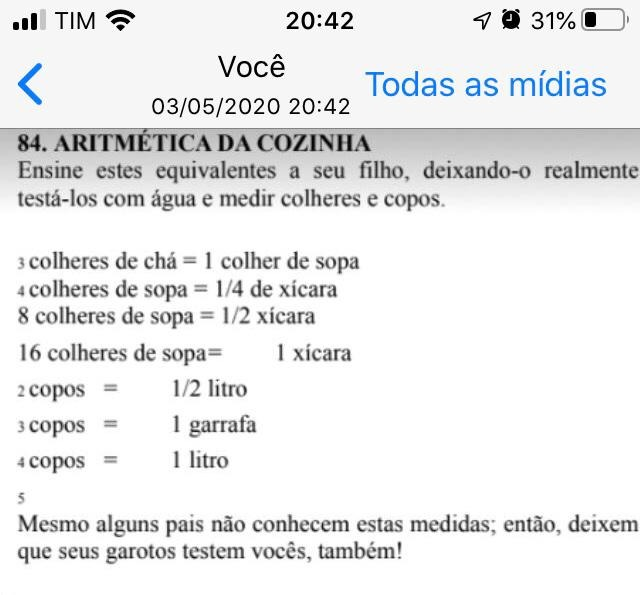 TIM 20:42 31%
Você
03/05/2020 20:42
Todas as mídias
84. ARITMÉTICA DA COZINHA
Ensine estes equivalentes a seu filho, deixando-o realmente
testá-los com água e medir colheres e copos.
3 colheres de chá = 1 colher de sopa
4 colheres de sopa = 1/4 de xícara
8 colheres de sopa = 1/2 xícara
16 colheres de sopa= 1 xícara
2 copos = 1/2 litro
3 copos = 1 garrafa
4 copos = 1 litro
5
Mesmo alguns pais não conhecem estas medidas; então, deixem
que seus garotos testem vocês, também!